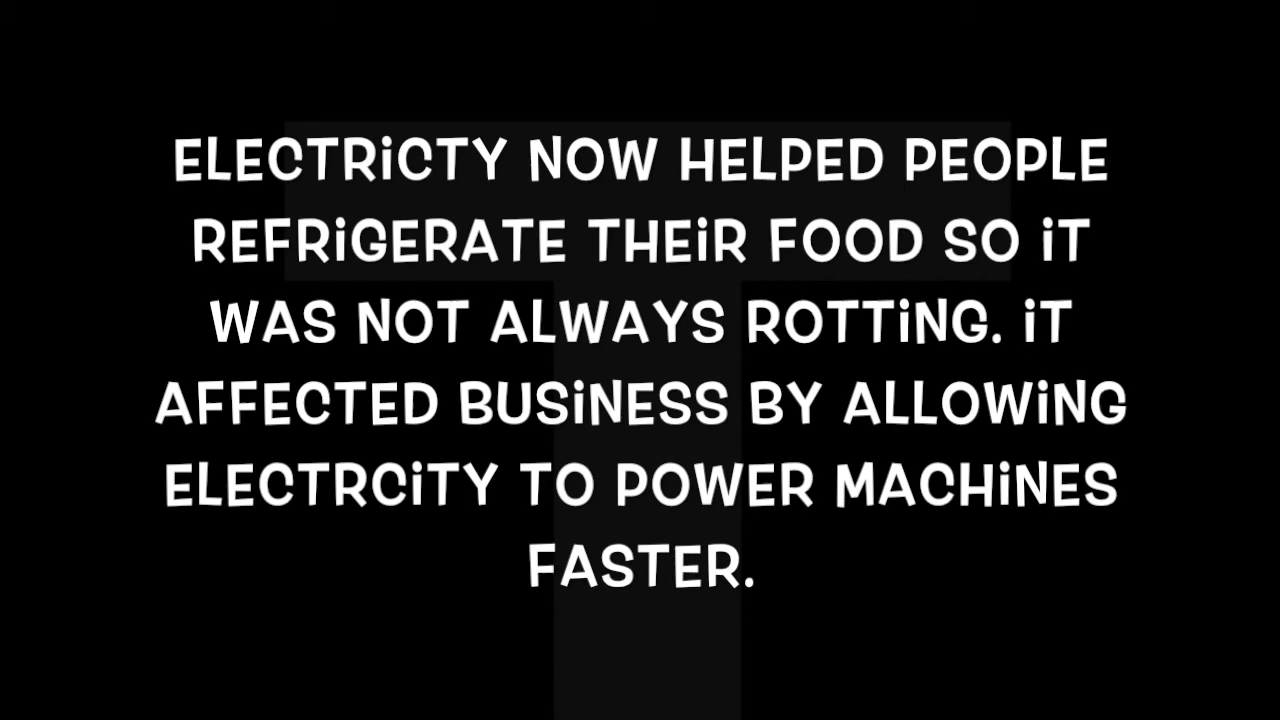 ELECTRiCTY NOW HELPED PEOPLE
REFRiGERATE THEiR FOOD SO iT
WAS NOT ALWAYS ROTTiNG. iT
AFFECTED BUSiNESS BY ALLOWiNG
ELECTRCiTY TO POWER MACHiNES
FASTER.